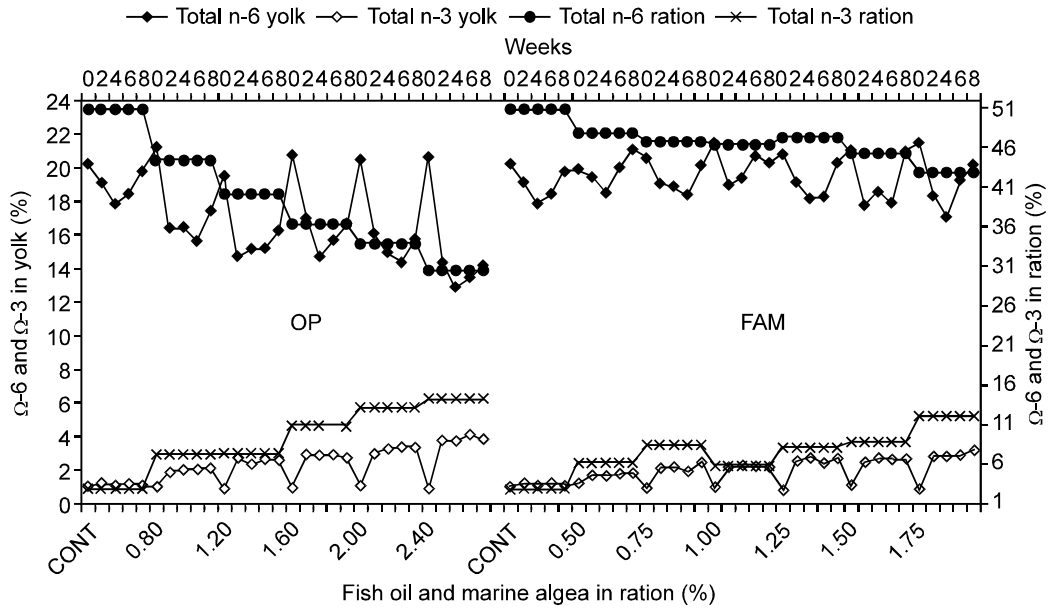 Total n-6 yolk Total n-3 yolk Total n-6 ration Total n-3 ration
Weeks
024680246802468024680246802468 0246802468024680246802468024680 2468
24
22
20
18
16
14
12
10
8
6
4
2
0
Ω-6 and Ω-3 in yolk (%)
OP
FAM
51
46
41
36
31
26
21
16
11
6
1
Ω-6 and Ω-3 in ration (%)
CONT 0.80 1.20 1.60 2.00 2.40 CONT 0.50 0.75 1.00 1.25 1.75
Fish oil and marine algea in ration (%)